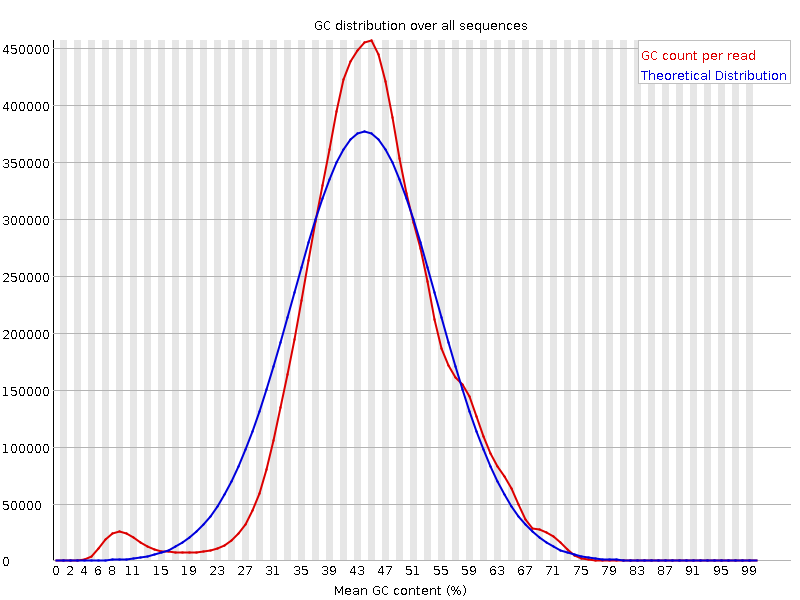 GC distribution over all sequences
GC count per read
Theoretical Distribution
450000
400000
350000
300000
250000
200000
150000
100000
50000
0
0 2 4 6 8 11 15 19 23 27 31 35 39 43 47 51 55 59 63 67 71 75 79 83 87 91 95 99
Mean GC content (%)